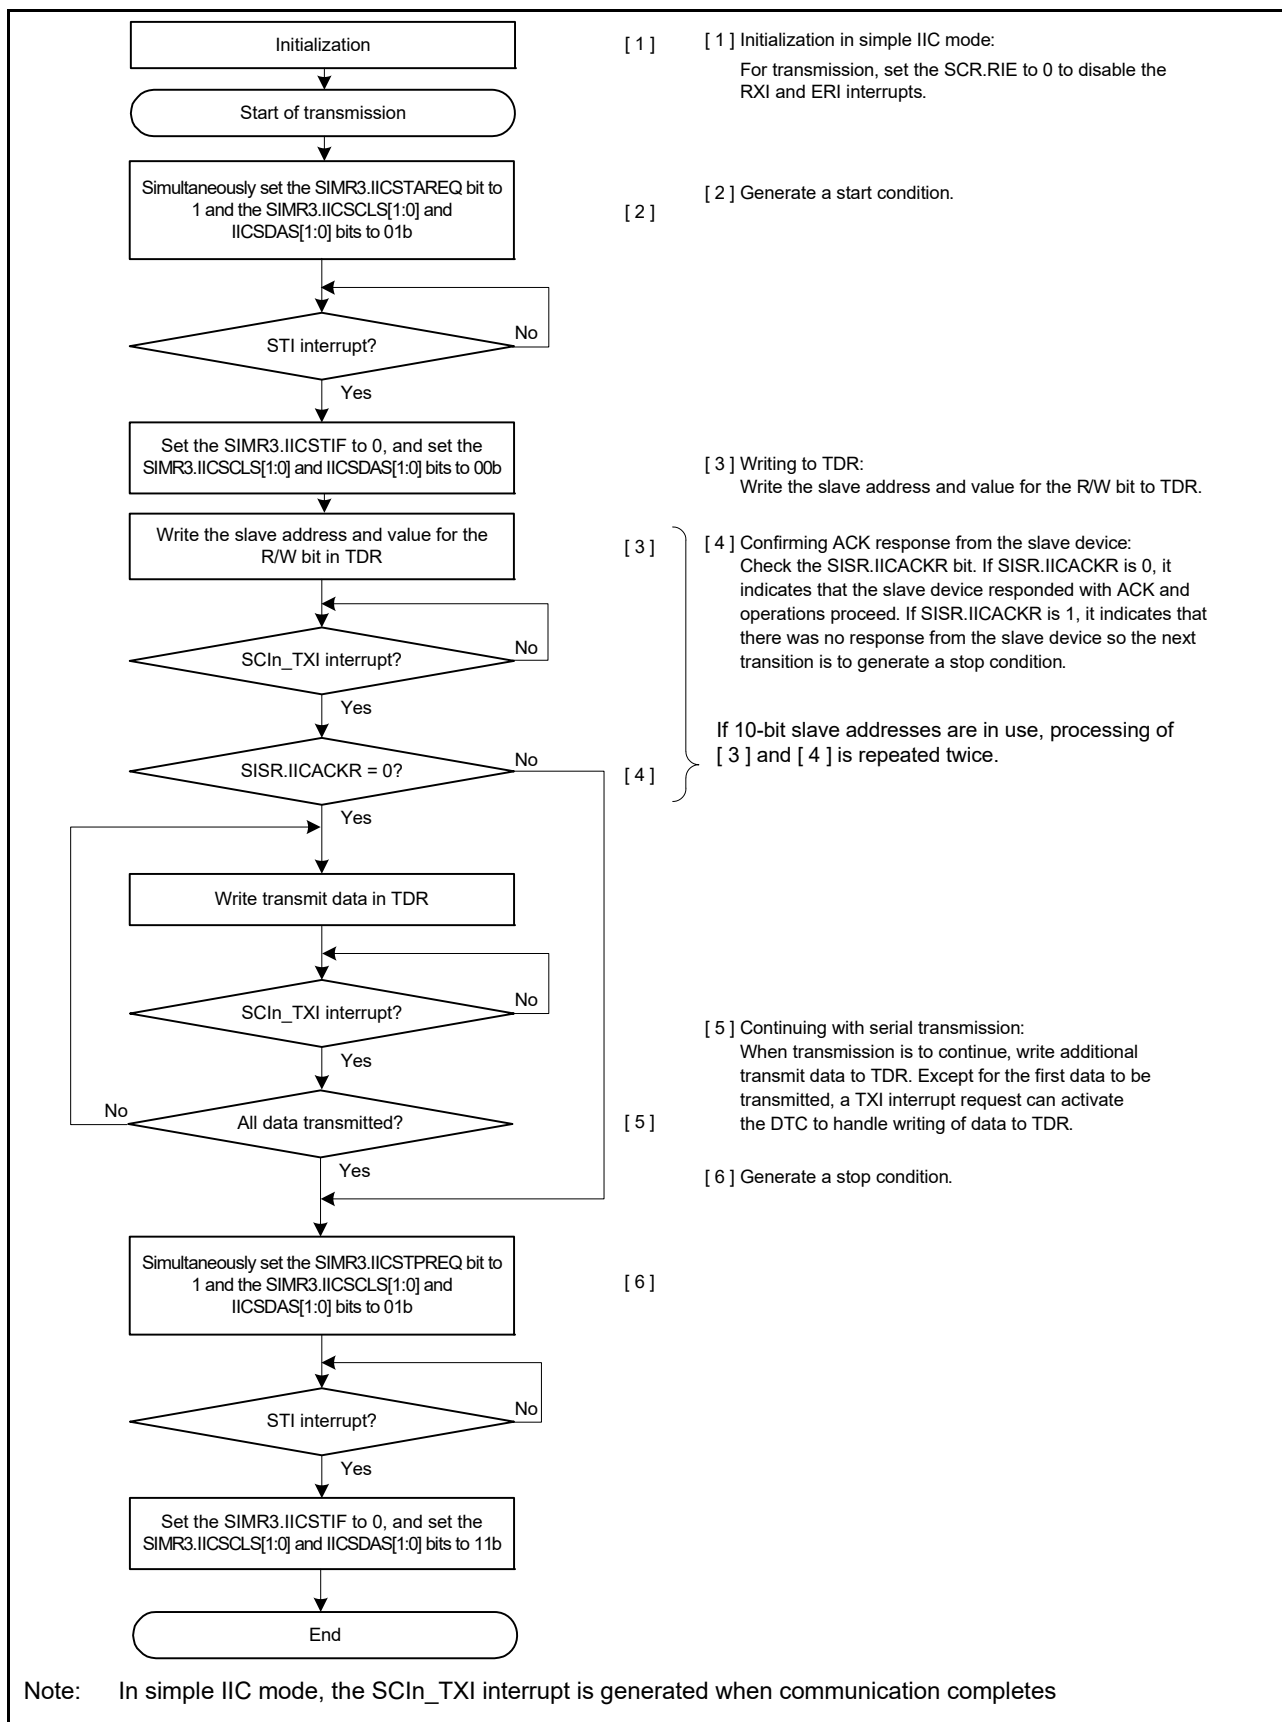 Initialization
[ 1 ]
[ 1 ] Initialization in simple IIC mode:
For transmission, set the SCR.RIE to 0 to disable the
RXI and ERI interrupts.
Start of transmission
Simultaneously set the SIMR3.IICSTAREQ bit to
1 and the SIMR3.IICSCLS[1:0] and
IICSDAS[1:0] bits to 01b
[ 2 ]
[ 2 ] Generate a start condition.
STI interrupt?
No
Yes
Set the SIMR3.IICSTIF to 0, and set the
SIMR3.IICSCLS[1:0] and IICSDAS[1:0] bits to 00b
[ 3 ] Writing to TDR:
Write the slave address and value for the R/W bit to TDR.
Write the slave address and value for the
R/W bit in TDR
[ 3 ]
[ 4 ] Confirming ACK response from the slave device:
Check the SISR.IICACKR bit. If SISR.IICACKR is 0, it
indicates that the slave device responded with ACK and
operations proceed. If SISR.IICACKR is 1, it indicates that
there was no response from the slave device so the next
transition is to generate a stop condition.
SCIn_TXI interrupt?
No
Yes
If 10-bit slave addresses are in use, processing of
[ 3 ] and [ 4 ] is repeated twice.
SISR.IICACKR = 0?
No
[ 4 ]
Yes
Write transmit data in TDR
SCIn_TXI interrupt?
No
Yes
[ 5 ] Continuing with serial transmission:
When transmission is to continue, write additional
transmit data to TDR. Except for the first data to be
transmitted, a TXI interrupt request can activate
the DTC to handle writing of data to TDR.
No
All data transmitted?
[ 5 ]
Yes
[ 6 ] Generate a stop condition.
Simultaneously set the SIMR3.IICSTPREQ bit to
1 and the SIMR3.IICSCLS[1:0] and
IICSDAS[1:0] bits to 01b
[ 6 ]
STI interrupt?
No
Yes
Set the SIMR3.IICSTIF to 0, and set the
SIMR3.IICSCLS[1:0] and IICSDAS[1:0] bits to 11b
End
Note: In simple IIC mode, the SCIn_TXI interrupt is generated when communication completes